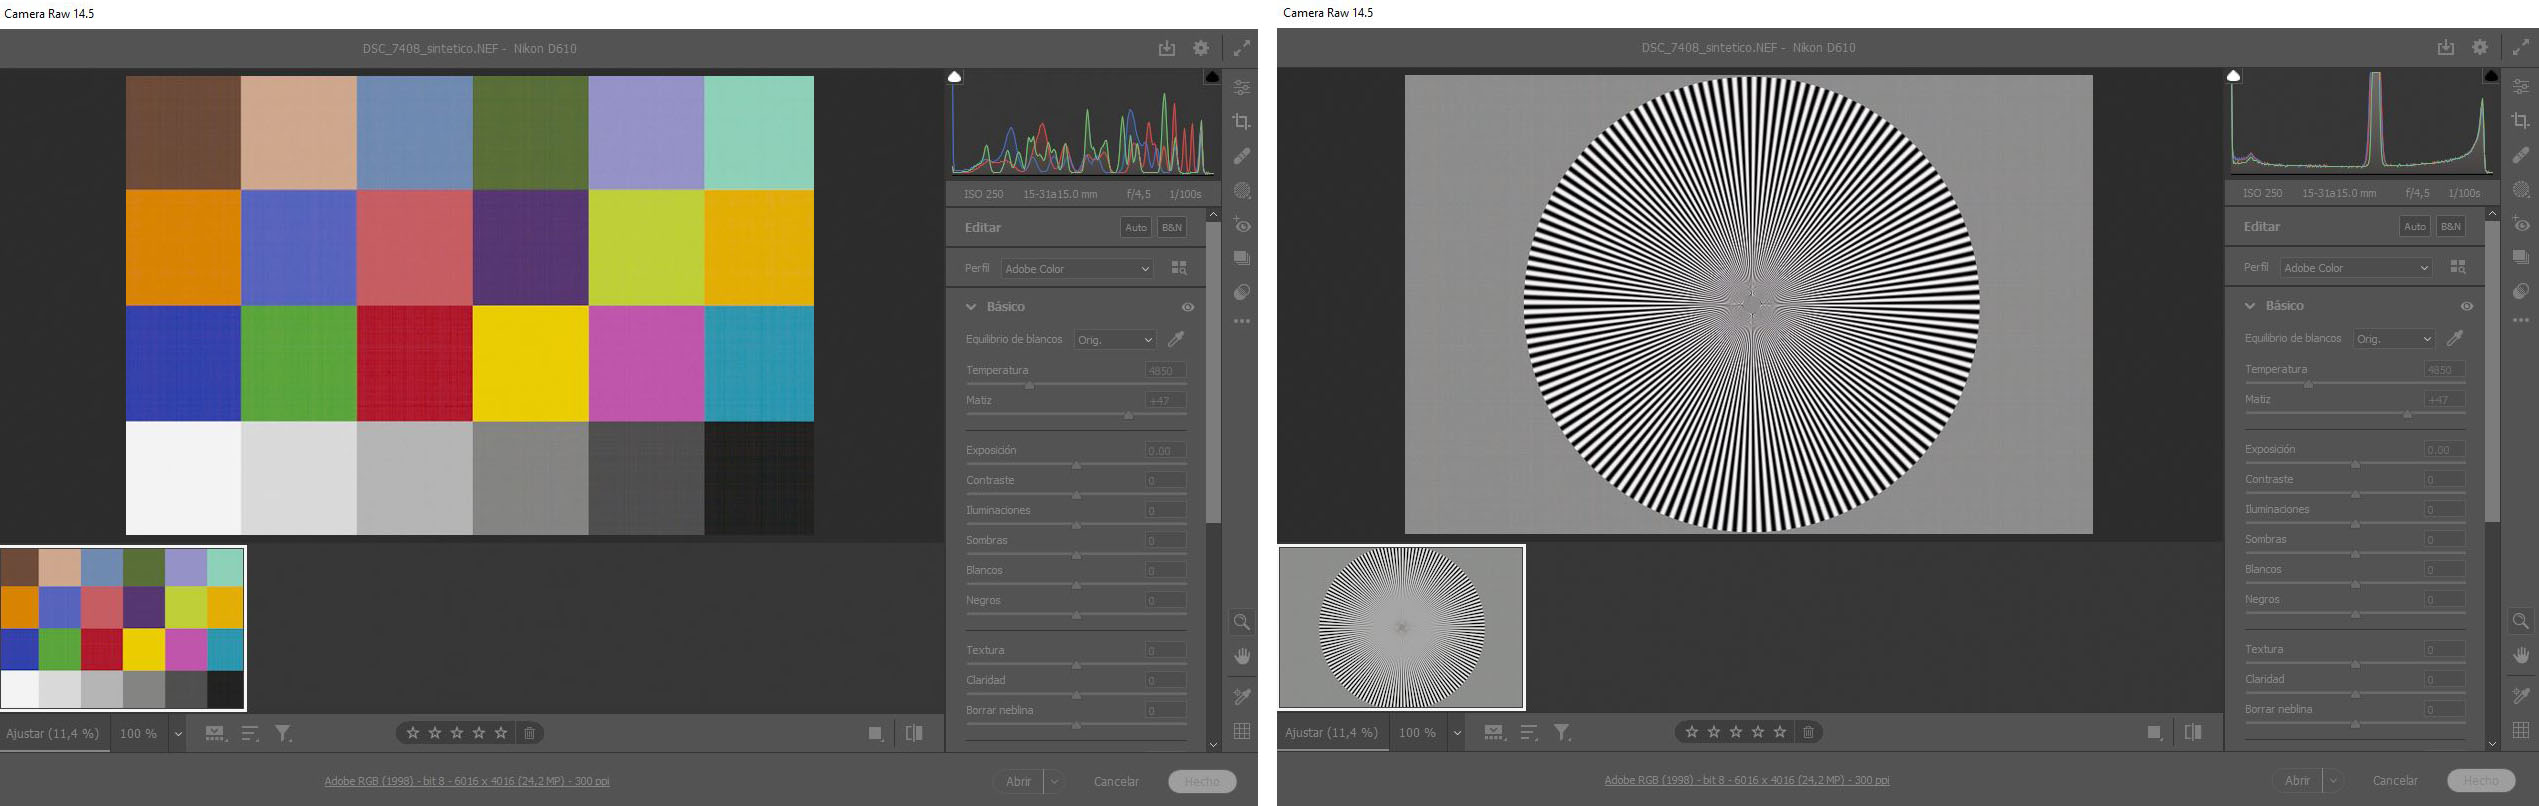 Camera Raw 14.5
DSC_7408_sintetico.NEF - Nikon D610
ISO 250 15-31a15.0 mm f/4,5 1/100s
Editar Auto B&N
Perfil Adobe Color
Básico
Equilibrio de blancos Orig.
Temperatura 4850
Matiz +47
Exposición 0.00
Contraste 0
Iluminaciones 0
Sombras 0
Blancos 0
Negros 0
Textura 0
Claridad 0
Borrar neblina 0
Ajustar (11,4 %) 100 %
Adobe RGB (1998) - bit 8 - 6016 x 4016 (24,2 MP) - 300 ppi
Abrir Cancelar Hecho
Camera Raw 14.5
DSC_7408_sintetico.NEF - Nikon D610
ISO 250 15-31a15.0 mm f/4,5 1/100s
Editar Auto B&N
Perfil Adobe Color
Básico
Equilibrio de blancos Orig.
Temperatura 4850
Matiz +47
Exposición 0.00
Contraste 0
Iluminaciones 0
Sombras 0
Blancos 0
Negros 0
Textura 0
Claridad 0
Borrar neblina 0
Ajustar (11,4 %) 100 %
Adobe RGB (1998) - bit 8 - 6016 x 4016 (24,2 MP) - 300 ppi
Abrir Cancelar Hecho